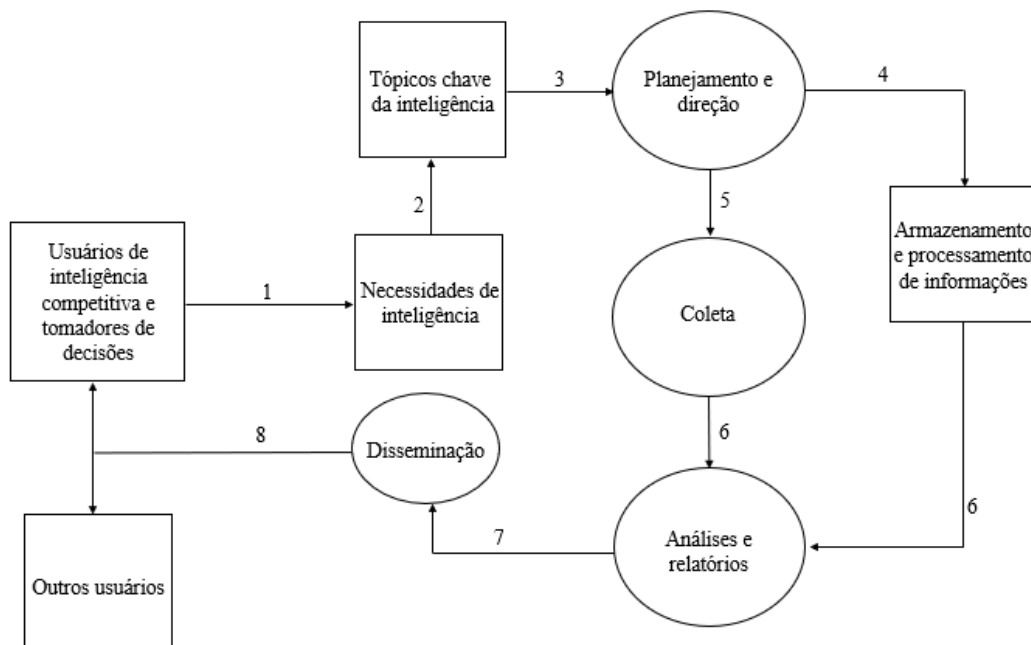 Tópicos chave
da inteligência
3
Planejamento e
direção
4
2
5
Armazenamento
e processamento
de informações
Usuários de
inteligência
competitiva e
tomadores de
decisões
1
Necessidades de
inteligência
Coleta
6
8
Disseminação
6
7
Análises e
relatórios
Outros usuários